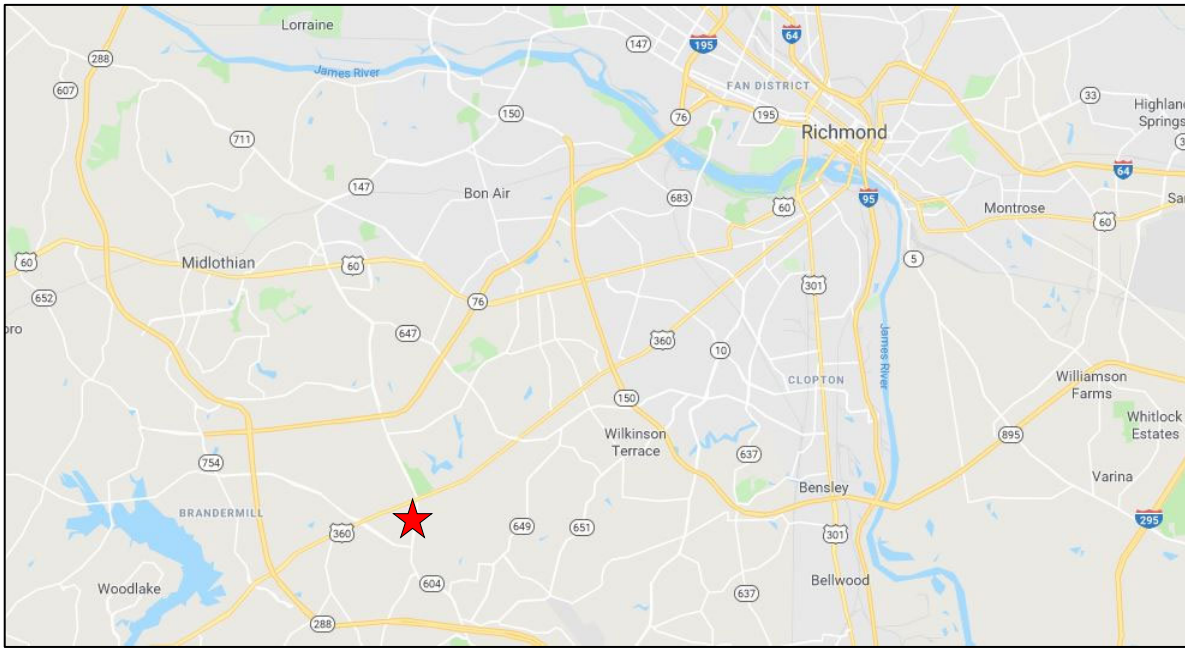 Lorraine
147
195
64
288
James River
607
FAN DISTRICT
33
Highland
Springs
150
76
195
Richmond
711
3
64
147
Bon Air
683
60
95
Montrose
60
San
Midlothian
60
60
5
652
76
301
oro
647
360
10
James River
CLOPTON
Williamson
Farms
150
Whitlock
Estates
Wilkinson
Terrace
895
754
637
Varina
Bensley
BRANDERMILL
360
649
651
301
295
Woodlake
604
Bellwood
637
288